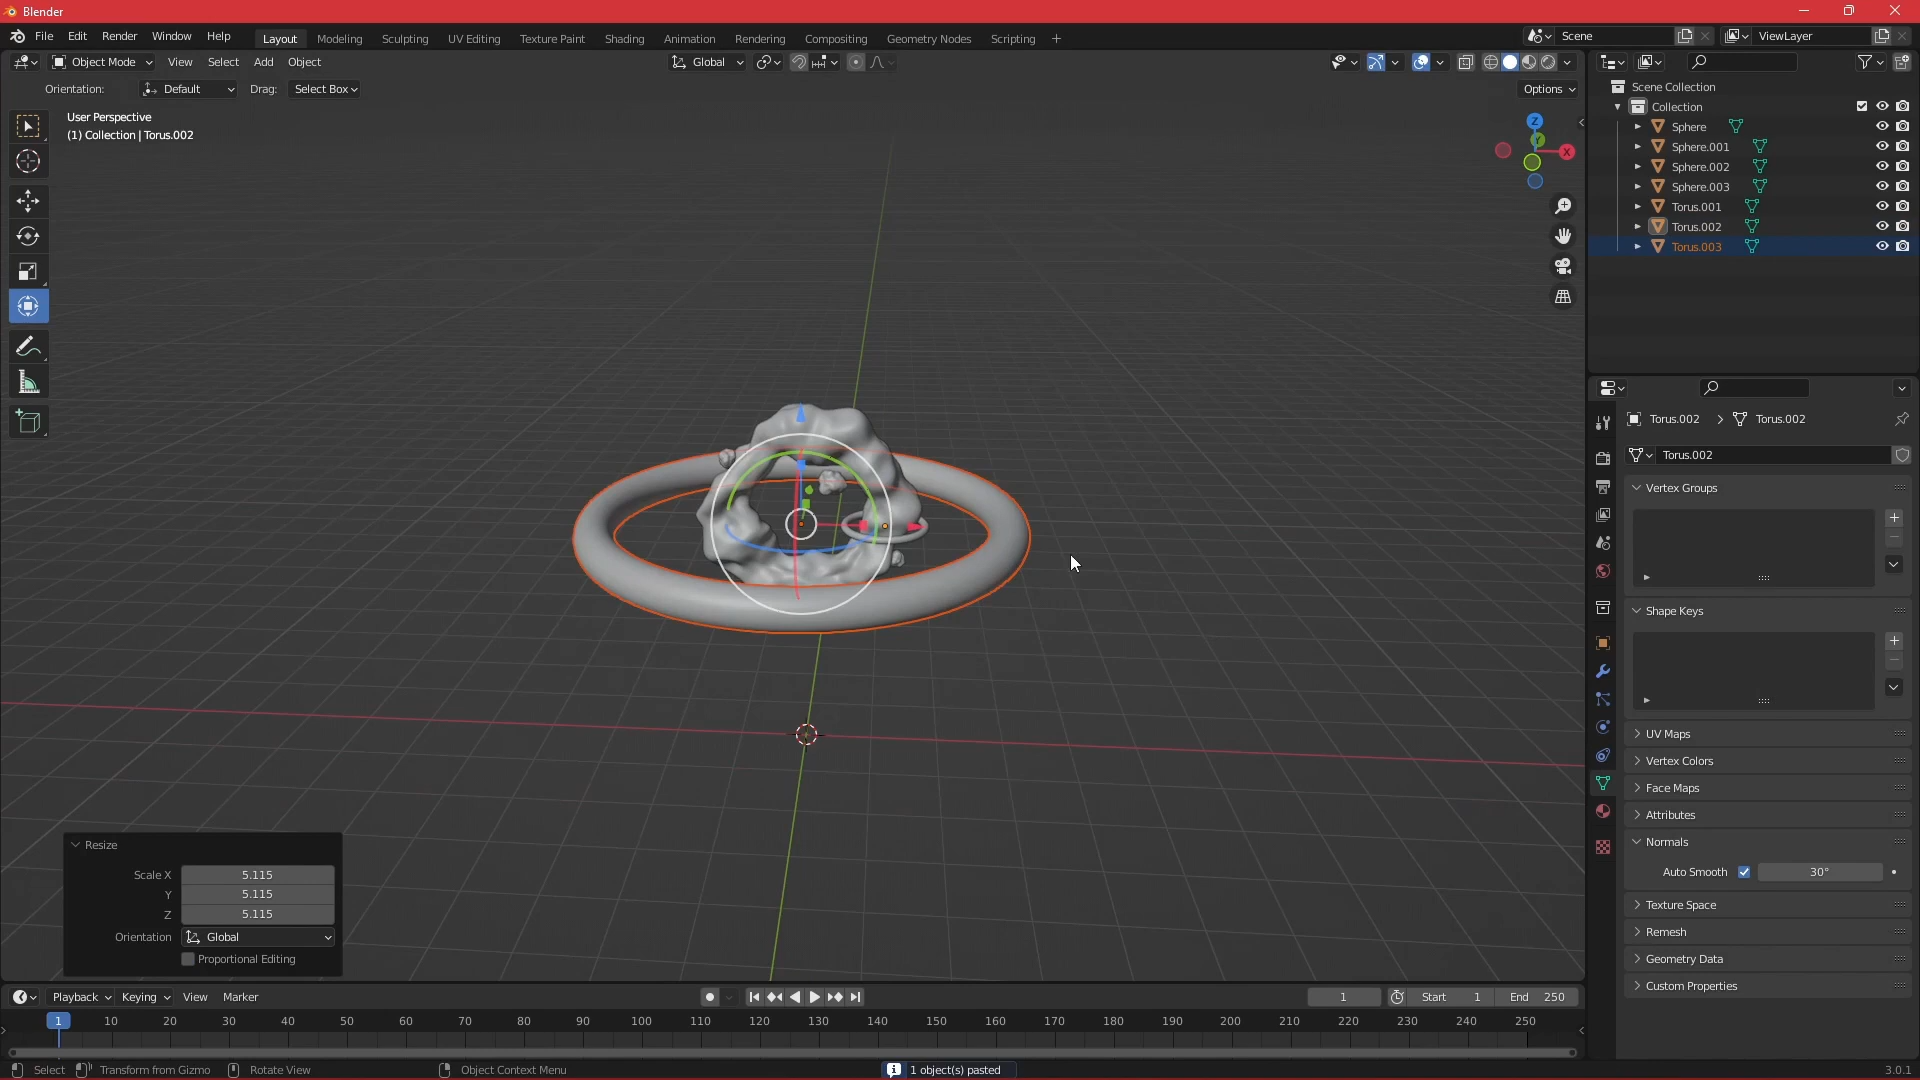 Blender
File Edit Render Window Help
Layout Modeling Sculpting UV Editing Texture Paint Shading Animation Rendering Compositing Geometry Nodes Scripting +
Scene
ViewLayer
Object Mode View Select Add Object
Global
Orientation: Default Drag: Select Box
Options
User Perspective
(1) Collection | Torus.002
Z
Y
X
Scene Collection
Collection
Sphere
Sphere.001
Sphere.002
Sphere.003
Torus.001
Torus.002
Torus.003
Torus.002 > Torus.002
Torus.002
Vertex Groups
Shape Keys
UV Maps
Vertex Colors
Face Maps
Attributes
Normals
Auto Smooth 30°
Texture Space
Remesh
Geometry Data
Custom Properties
Resize
Scale X 5.115
Y 5.115
Z 5.115
Orientation Global
Proportional Editing
Playback Keying View Marker
1 Start 1 End 250
1 10 20 30 40 50 60 70 80 90 100 110 120 130 140 150 160 170 180 190 200 210 220 230 240 250
Select Transform from Gizmo Rotate View Object Context Menu 1 object(s) pasted 3.0.1